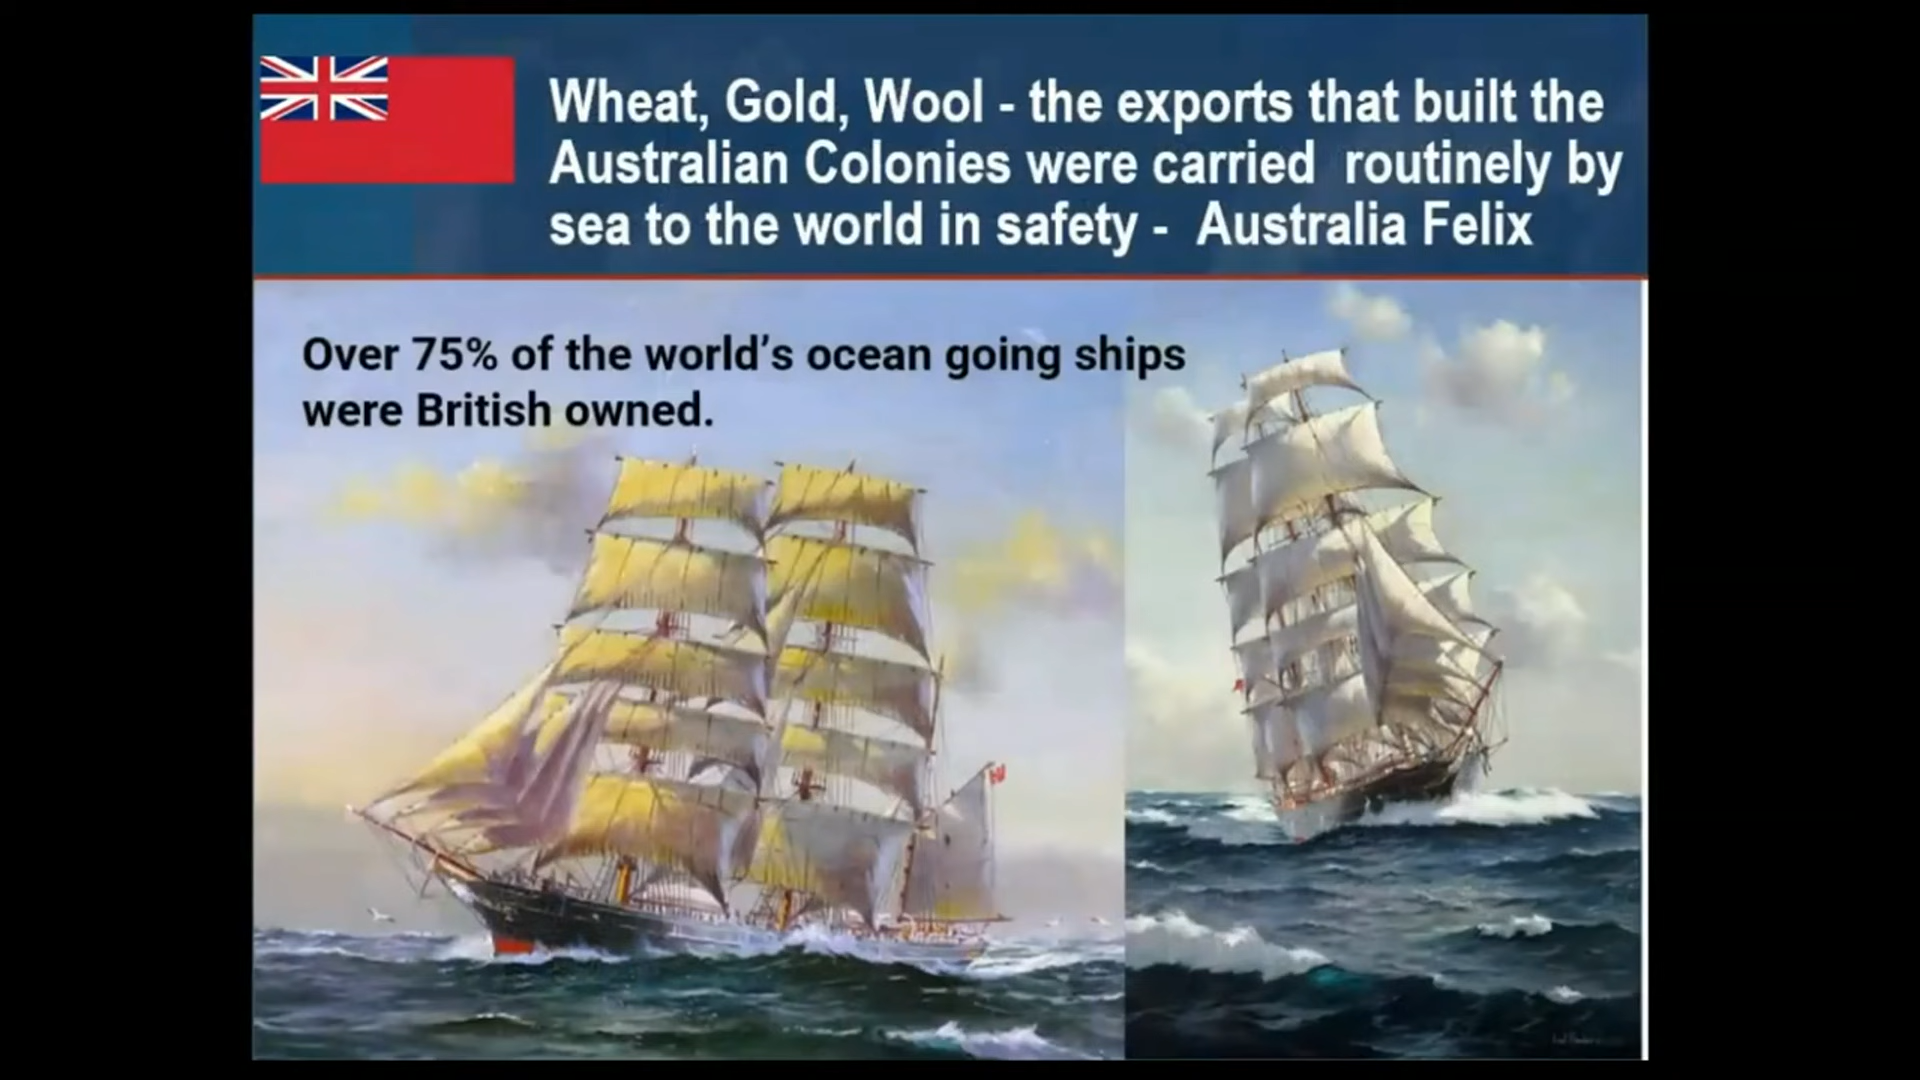 Wheat, Gold, Wool - the exports that built the
Australian Colonies were carried routinely by
sea to the world in safety - Australia Felix
Over 75% of the world's ocean going ships
were British owned.